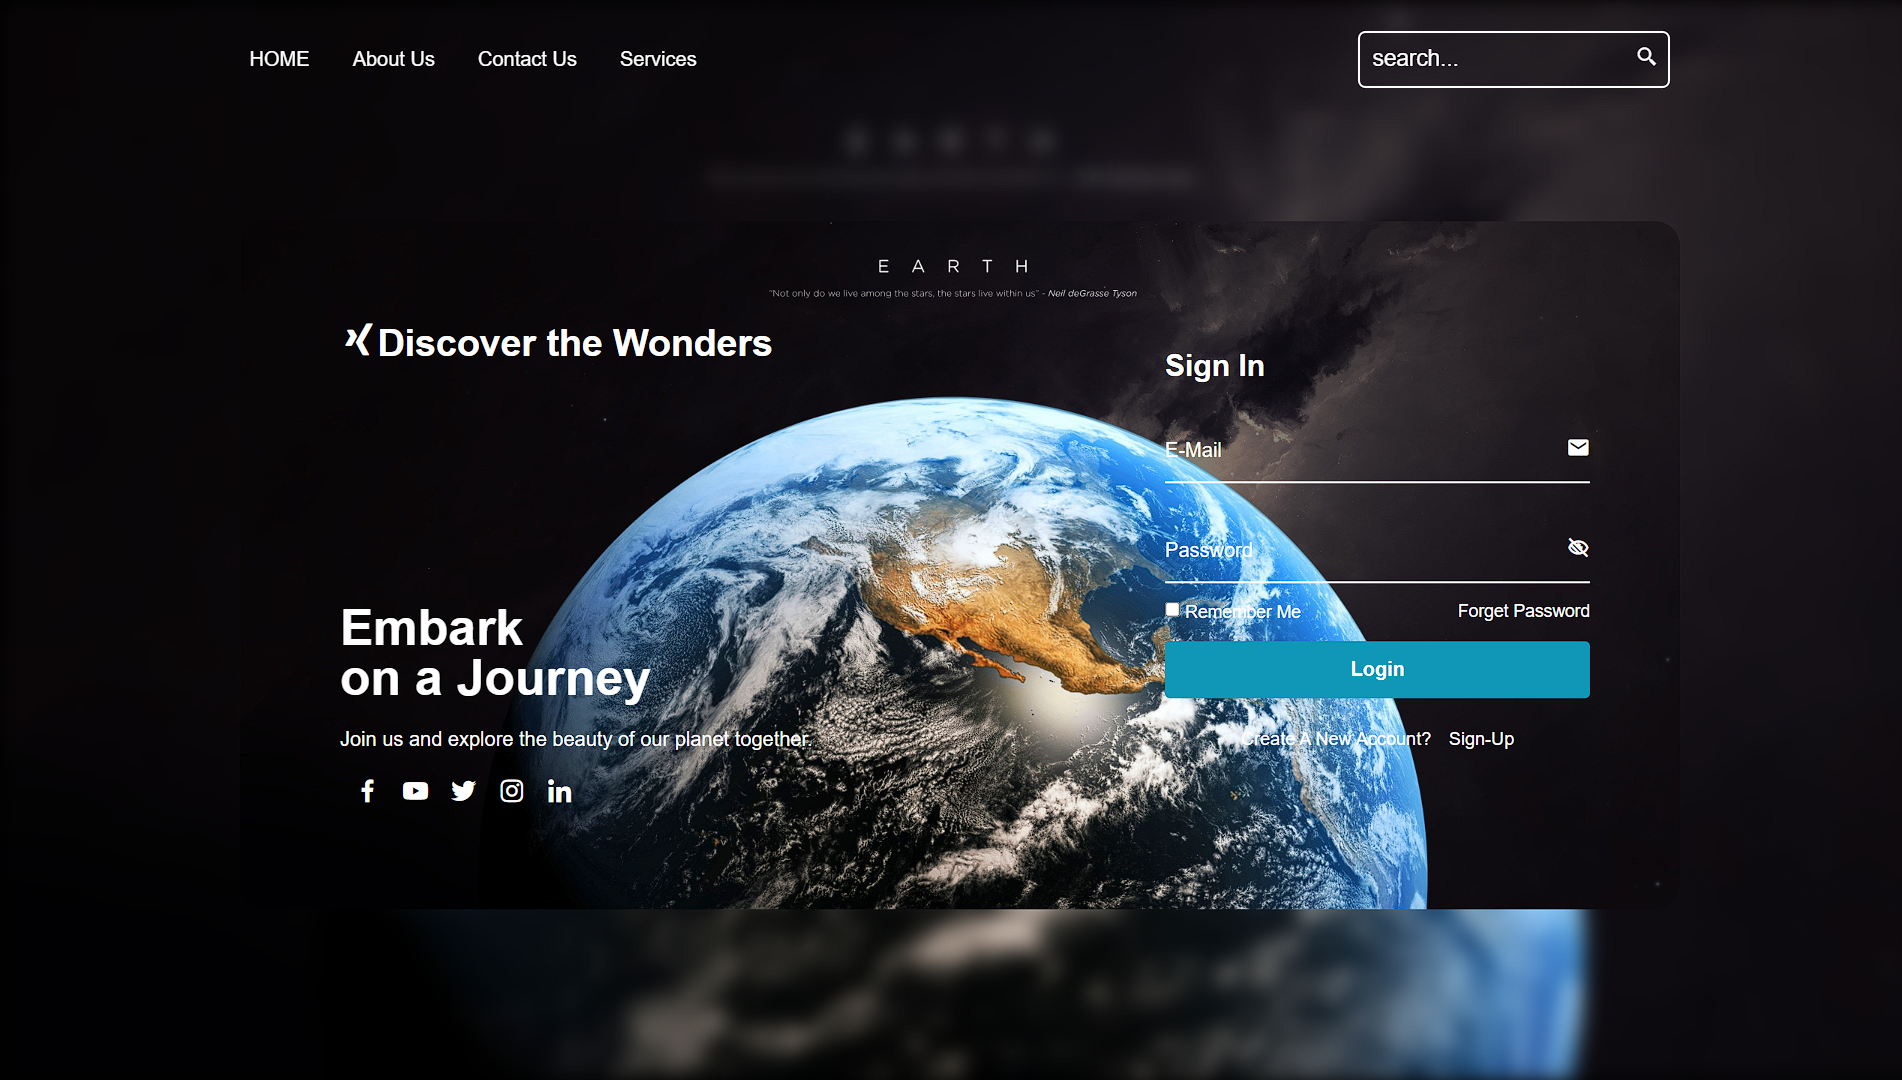 HOME About Us Contact Us Services search...
E A R T H
"Not only do we live among the stars, the stars live within us" - Neil deGrasse Tyson
Discover the Wonders
Sign In
E-Mail
Password
Remember Me Forget Password
Login
Create A New Account? Sign-Up
Embark
on a Journey
Join us and explore the beauty of our planet together.